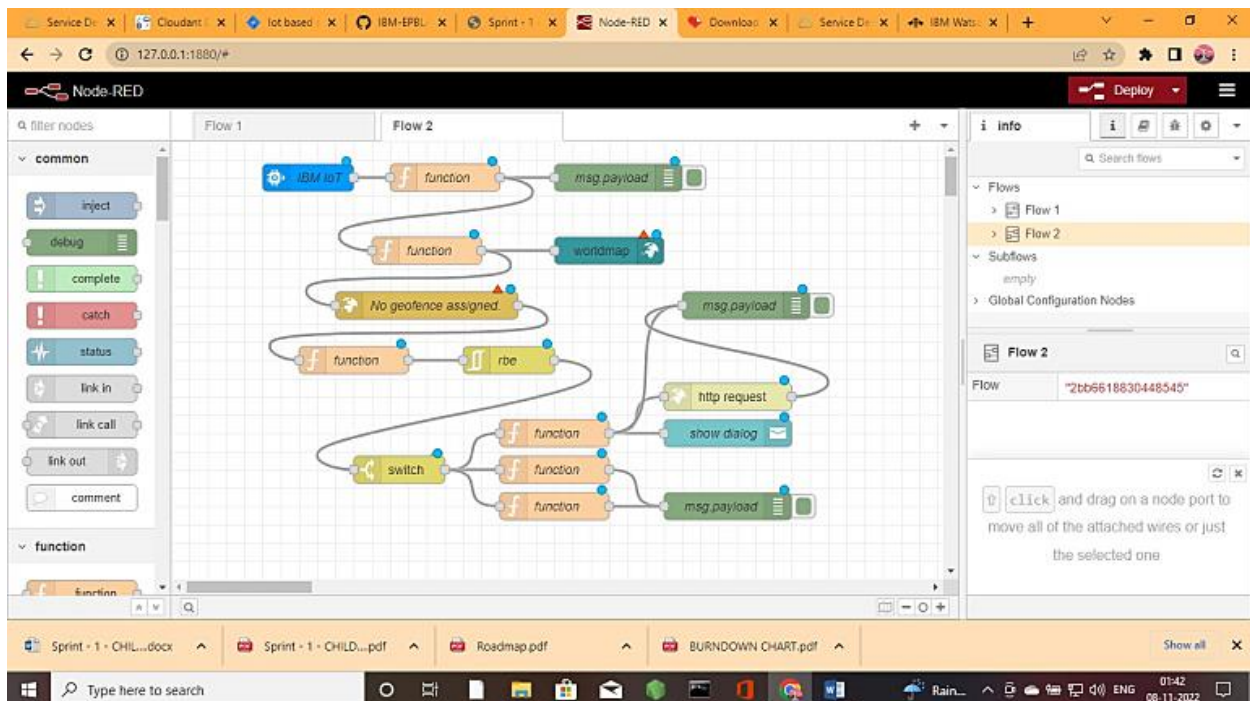 Service De
Cloudant
Iot based
IBM-EPBL
Sprint - 1
Node-RED
Download
Service De
IBM Wats
127.0.0.1:1880/#
Node-RED
Deploy
filter nodes
Flow 1
Flow 2
i info
i
Search flows
common
inject
debug
complete
catch
status
link in
link call
link out
comment
function
function
IBM IoT
function
msg.payload
function
worldmap
No geofence assigned.
msg.payload
function
rbe
http request
function
show dialog
switch
function
function
msg.payload
Flows
Flow 1
Flow 2
Subflows
empty
Global Configuration Nodes
Flow 2
Flow
"2bb6618830448545"
click and drag on a node port to
move all of the attached wires or just
the selected one
Sprint - 1 - CHIL....docx
Sprint - 1 - CHILD....pdf
Roadmap.pdf
BURNDOWN CHART.pdf
Show all
Type here to search
Rain...
ENG
01:42
08-11-2022